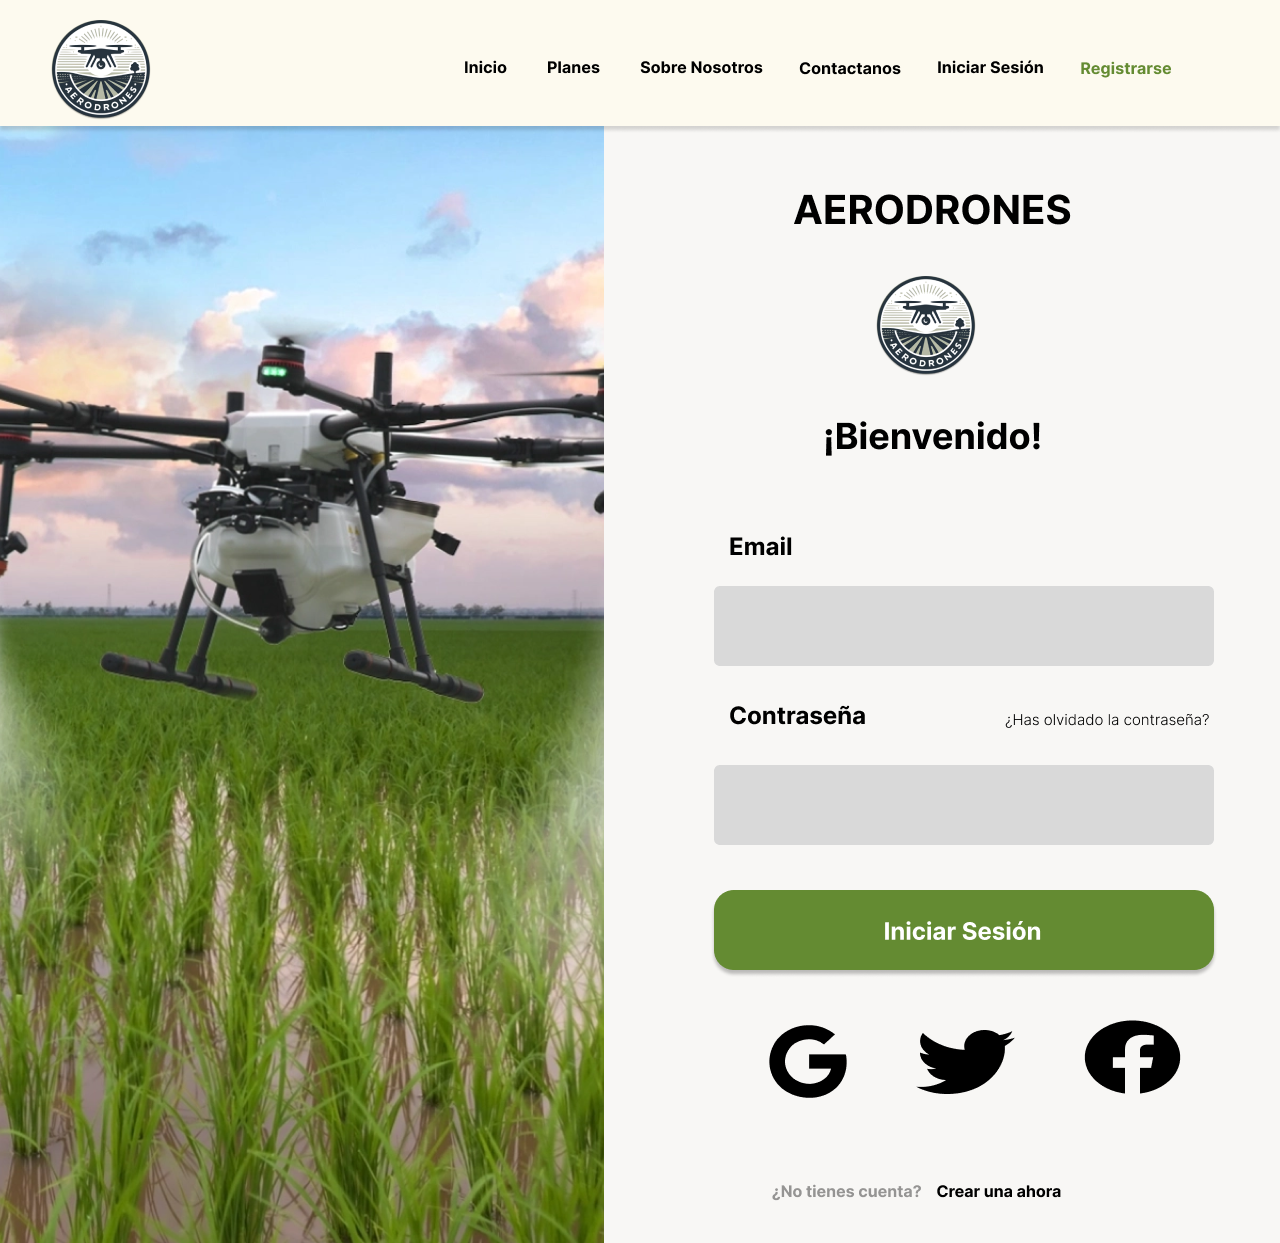 AERODRONES
Inicio Planes Sobre Nosotros Contactanos Iniciar Sesión Registrarse
AERODRONES
AERODRONES
¡Bienvenido!
Email
Contraseña ¿Has olvidado la contraseña?
Iniciar Sesión
¿No tienes cuenta? Crear una ahora